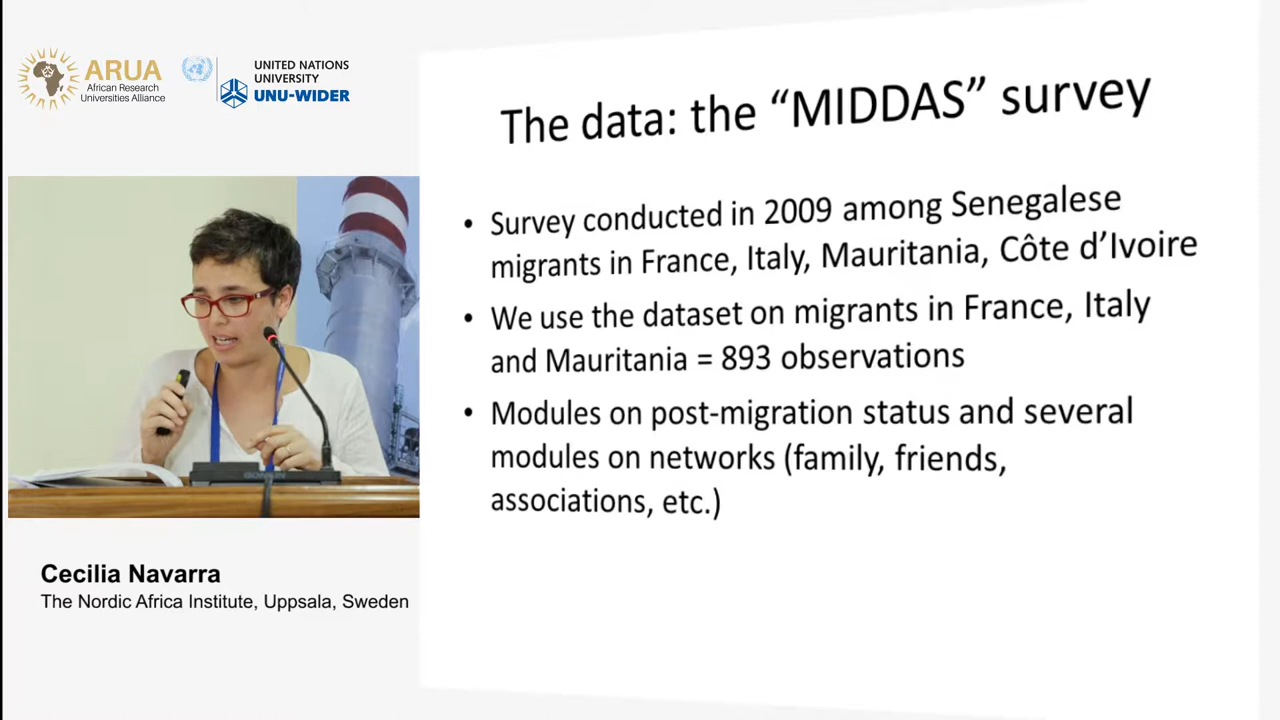 ARUA
African Research
Universities Alliance
UNITED NATIONS
UNIVERSITY
UNU-WIDER
The data: the “MIDDAS” survey
• Survey conducted in 2009 among Senegalese
migrants in France, Italy, Mauritania, Côte d’Ivoire
• We use the dataset on migrants in France, Italy
and Mauritania = 893 observations
• Modules on post-migration status and several
modules on networks (family, friends,
associations, etc.)
Cecilia Navarra
The Nordic Africa Institute, Uppsala, Sweden